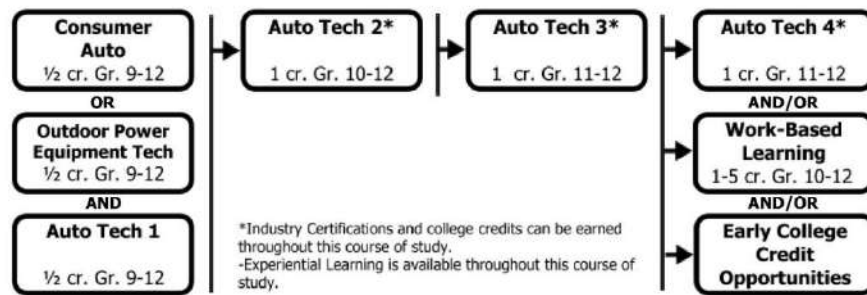 Consumer
Auto
½ cr. Gr. 9-12
OR
Outdoor Power
Equipment Tech
½ cr. Gr. 9-12
AND
Auto Tech 1
½ cr. Gr. 9-12
Auto Tech 2*
1 cr. Gr. 10-12
Auto Tech 3*
1 cr. Gr. 11-12
Auto Tech 4*
1 cr. Gr. 11-12
AND/OR
Work-Based
Learning
1-5 cr. Gr. 10-12
AND/OR
Early College
Credit
Opportunities
*Industry Certifications and college credits can be earned
throughout this course of study.
-Experiential Learning is available throughout this course of
study.